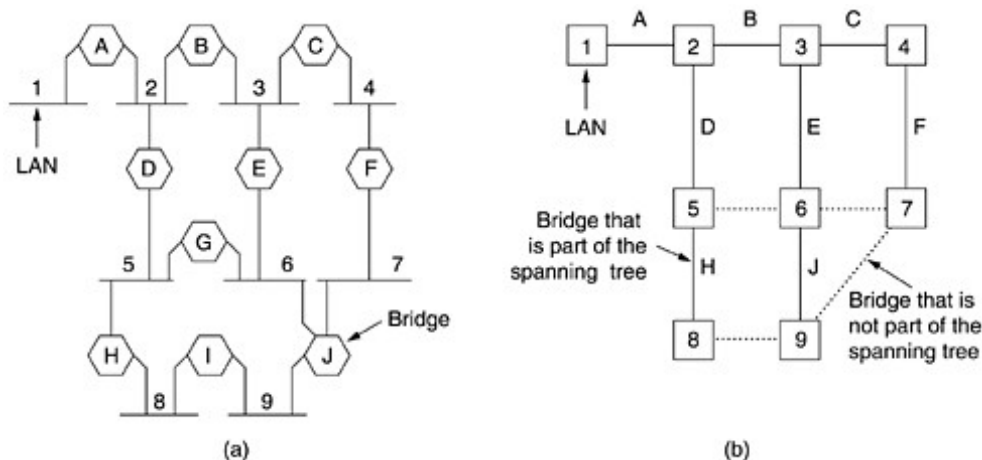 A B C
1 2 3 4
LAN
D E F
G
5 6 7
Bridge
H I J
8 9
(a)
A B C
1 2 3 4
LAN
D E F
5 6 7
Bridge that
is part of the
spanning tree
H J
Bridge that is
not part of the
spanning tree
8 9
(b)